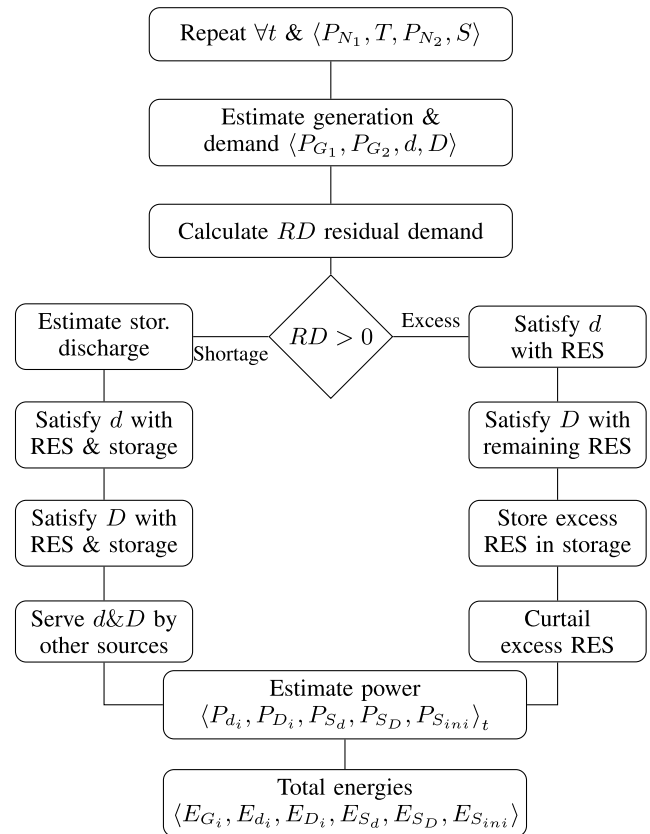 Repeat ∀t & ⟨P_{N_1}, T, P_{N_2}, S⟩
Estimate generation &
demand ⟨P_{G_1}, P_{G_2}, d, D⟩
Calculate RD residual demand
RD > 0
Shortage
Excess
Estimate stor.
discharge
Satisfy d with
RES & storage
Satisfy D with
RES & storage
Serve d&D by
other sources
Satisfy d
with RES
Satisfy D with
remaining RES
Store excess
RES in storage
Curtail
excess RES
Estimate power
⟨P_{d_i}, P_{D_i}, P_{S_d}, P_{S_D}, P_{S_{ini}}⟩_t
Total energies
⟨E_{G_i}, E_{d_i}, E_{D_i}, E_{S_d}, E_{S_D}, E_{S_{ini}}⟩